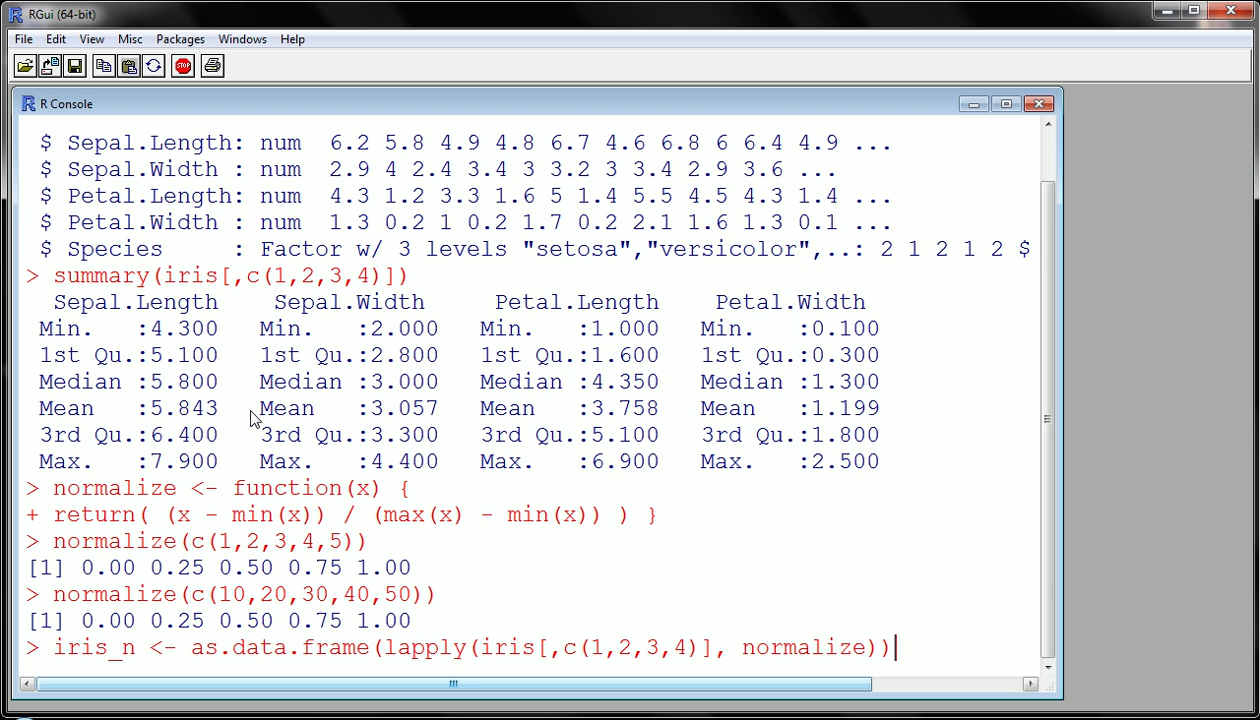 RGui (64-bit)
File Edit View Misc Packages Windows Help
STOP
R Console
$ Sepal.Length: num  6.2 5.8 4.9 4.8 6.7 4.6 6.8 6 6.4 4.9 ...
$ Sepal.Width : num  2.9 4 2.4 3.4 3 3.2 3 3.4 2.9 3.6 ...
$ Petal.Length: num  4.3 1.2 3.3 1.6 5 1.4 5.5 4.5 4.3 1.4 ...
$ Petal.Width : num  1.3 0.2 1 0.2 1.7 0.2 2.1 1.6 1.3 0.1 ...
$ Species     : Factor w/ 3 levels "setosa","versicolor",..: 2 1 2 1 2 $
> summary(iris[,c(1,2,3,4)])
Sepal.Length    Sepal.Width     Petal.Length    Petal.Width
Min.   :4.300   Min.   :2.000   Min.   :1.000   Min.   :0.100
1st Qu.:5.100   1st Qu.:2.800   1st Qu.:1.600   1st Qu.:0.300
Median :5.800   Median :3.000   Median :4.350   Median :1.300
Mean   :5.843   Mean   :3.057   Mean   :3.758   Mean   :1.199
3rd Qu.:6.400   3rd Qu.:3.300   3rd Qu.:5.100   3rd Qu.:1.800
Max.   :7.900   Max.   :4.400   Max.   :6.900   Max.   :2.500
> normalize <- function(x) {
+ return( (x - min(x)) / (max(x) - min(x)) ) }
> normalize(c(1,2,3,4,5))
[1] 0.00 0.25 0.50 0.75 1.00
> normalize(c(10,20,30,40,50))
[1] 0.00 0.25 0.50 0.75 1.00
> iris_n <- as.data.frame(lapply(iris[,c(1,2,3,4)], normalize))